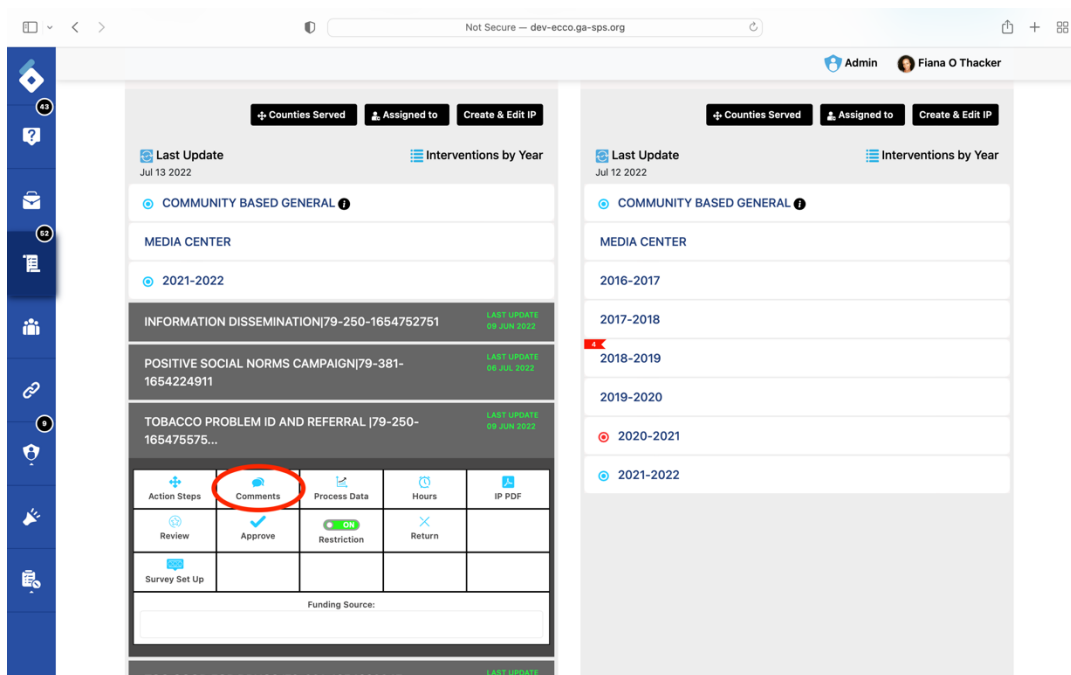 Not Secure — dev-ecco.ga-sps.org
Admin
Fiana O Thacker
43
52
9
Counties Served
Assigned to
Create & Edit IP
Last Update
Interventions by Year
Jul 13 2022
COMMUNITY BASED GENERAL
MEDIA CENTER
2021-2022
INFORMATION DISSEMINATION|79-250-1654752751
LAST UPDATE
09 JUN 2022
POSITIVE SOCIAL NORMS CAMPAIGN|79-381-
1654224911
LAST UPDATE
06 JUL 2022
TOBACCO PROBLEM ID AND REFERRAL |79-250-
165475575...
LAST UPDATE
09 JUN 2022
Action Steps
Comments
Process Data
Hours
IP PDF
Review
Approve
ON
Restriction
Return
Survey Set Up
Funding Source:
LAST UPDATE
Counties Served
Assigned to
Create & Edit IP
Last Update
Interventions by Year
Jul 12 2022
COMMUNITY BASED GENERAL
MEDIA CENTER
2016-2017
2017-2018
4
2018-2019
2019-2020
2020-2021
2021-2022